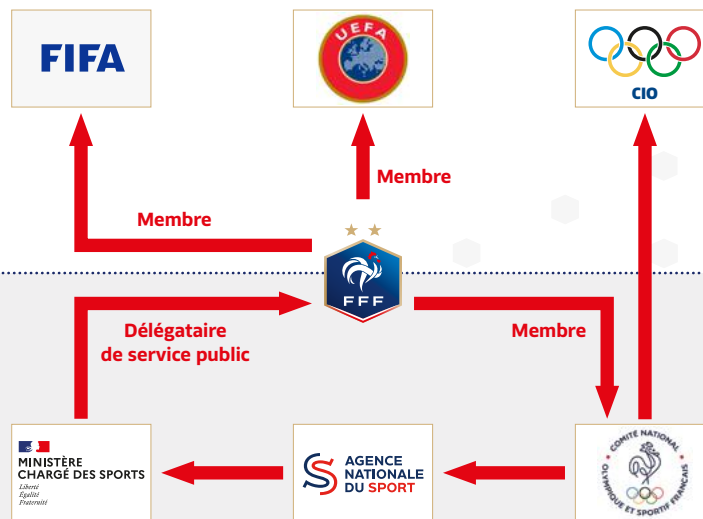 FIFA
UEFA
CIO
Membre
Membre
FFF
Délégataire
de service public
Membre
MINISTÈRE
CHARGÉ DES SPORTS
Liberté
Égalité
Fraternité
AGENCE
NATIONALE
DU SPORT
COMITÉ NATIONAL
OLYMPIQUE ET SPORTIF FRANÇAIS